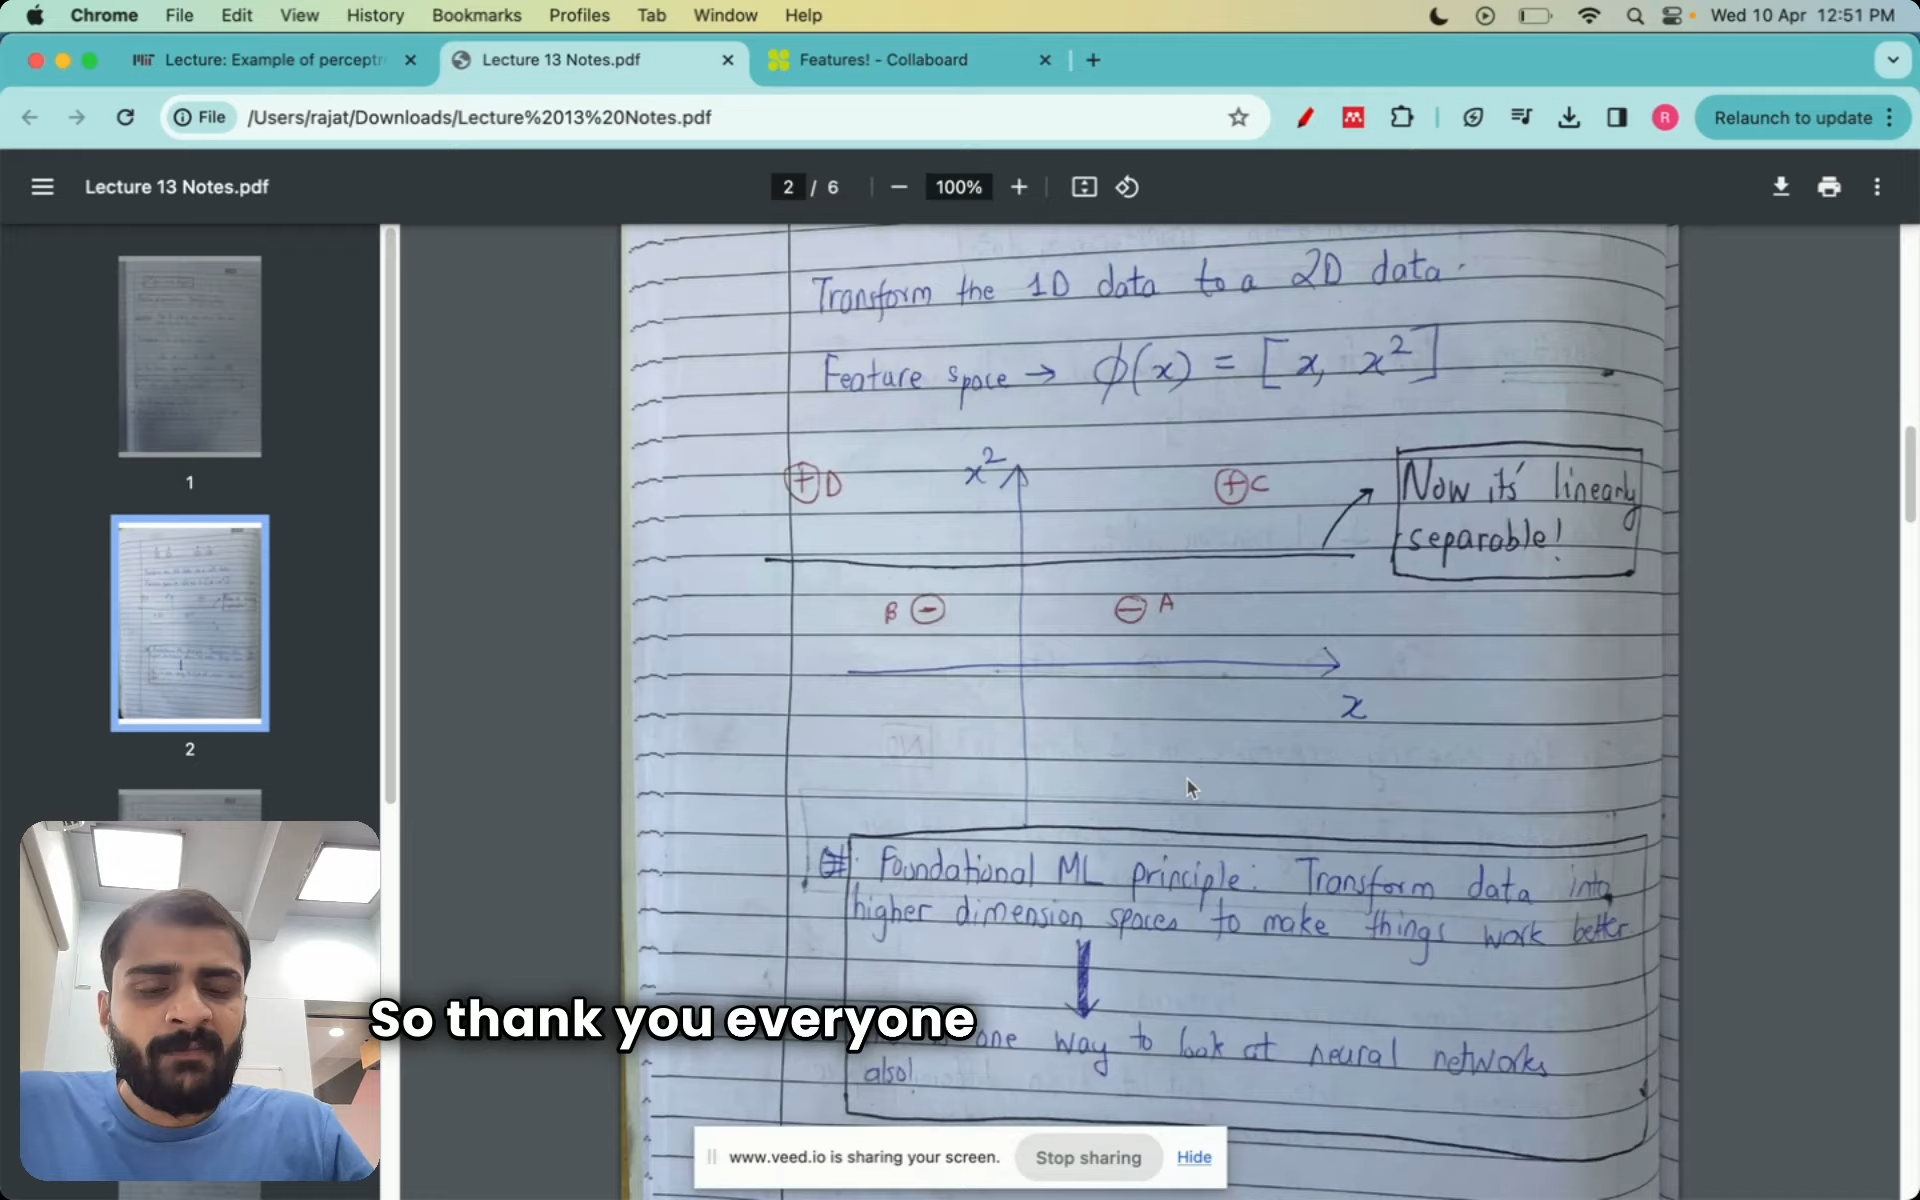 Chrome File Edit View History Bookmarks Profiles Tab Window Help Wed 10 Apr 12:51 PM
MIT Lecture: Example of perceptr Lecture 13 Notes.pdf Features! - Collaboard
File /Users/rajat/Downloads/Lecture%2013%20Notes.pdf R Relaunch to update
Lecture 13 Notes.pdf 2 / 6 100%
1
2
Transform the 1D data to a 2D data.
Feature space → φ(x) = [x, x²]
+ D x² + C
Now it's linearly
separable!
B - - A
x
Foundational ML principle: Transform data into
higher dimension spaces to make things work better
one way to look at neural networks
also!
So thank you everyone
www.veed.io is sharing your screen. Stop sharing Hide